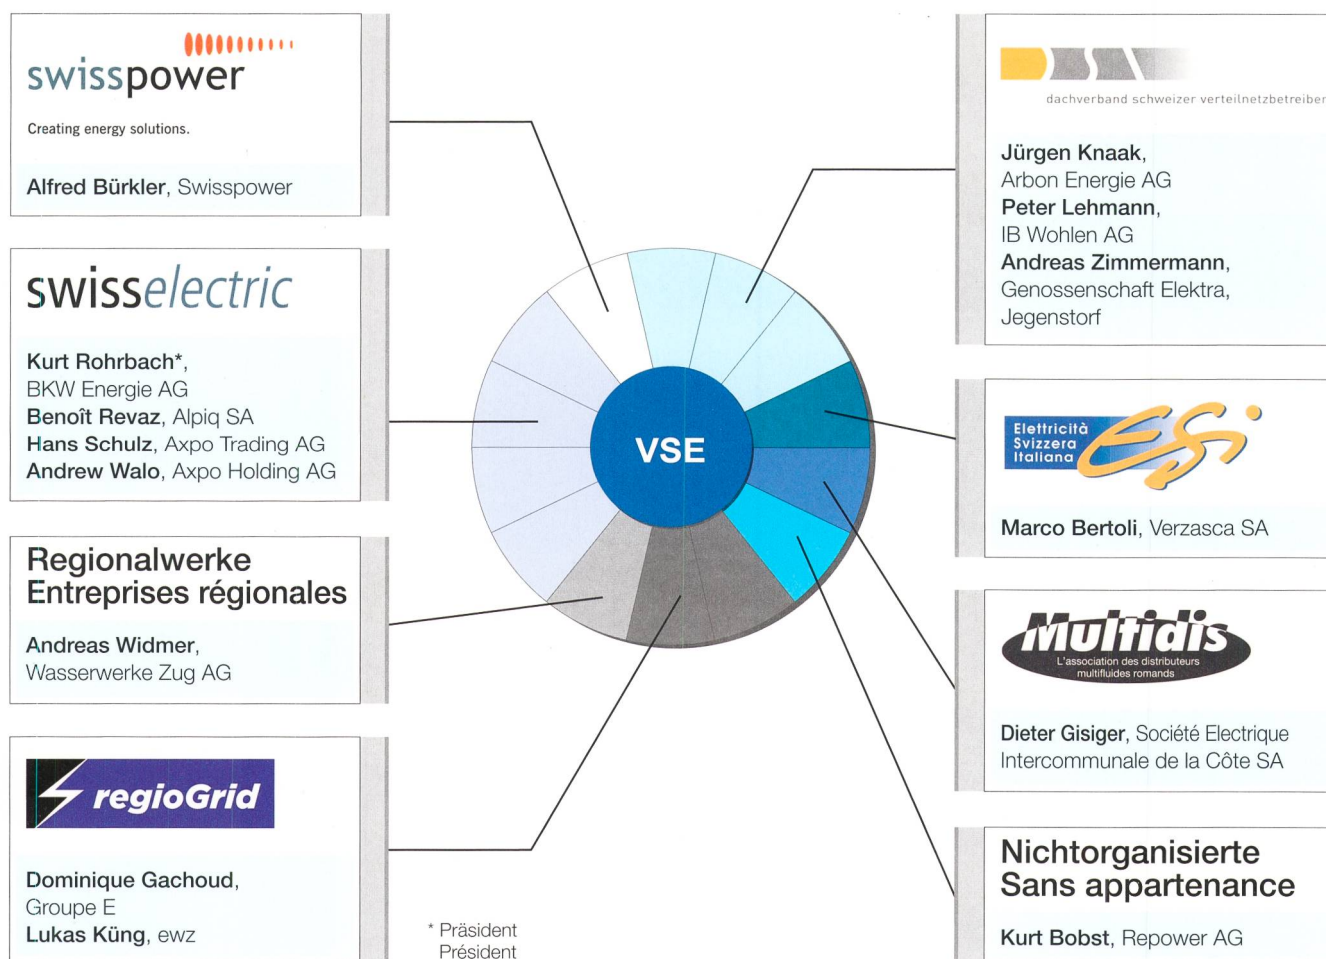 swisspower
Creating energy solutions.
Alfred Bürkler, Swisspower
swisselectric
Kurt Rohrbach*,
BKW Energie AG
Benoît Revaz, Alpiq SA
Hans Schulz, Axpo Trading AG
Andrew Walo, Axpo Holding AG
Regionalwerke
Entreprises régionales
Andreas Widmer,
Wasserwerke Zug AG
regioGrid
Dominique Gachoud,
Groupe E
Lukas Küng, ewz
VSE
* Präsident
Président
DSV
dachverband schweizer verteilnetzbetreiber
Jürgen Knaak,
Arbon Energie AG
Peter Lehmann,
IB Wohlen AG
Andreas Zimmermann,
Genossenschaft Elektra,
Jegenstorf
Elettricità
Svizzera
Italiana
ESi
Marco Bertoli, Verzasca SA
Multidis
L'association des distributeurs
multifluides romands
Dieter Gisiger, Société Electrique
Intercommunale de la Côte SA
Nichtorganisierte
Sans appartenance
Kurt Bobst, Repower AG